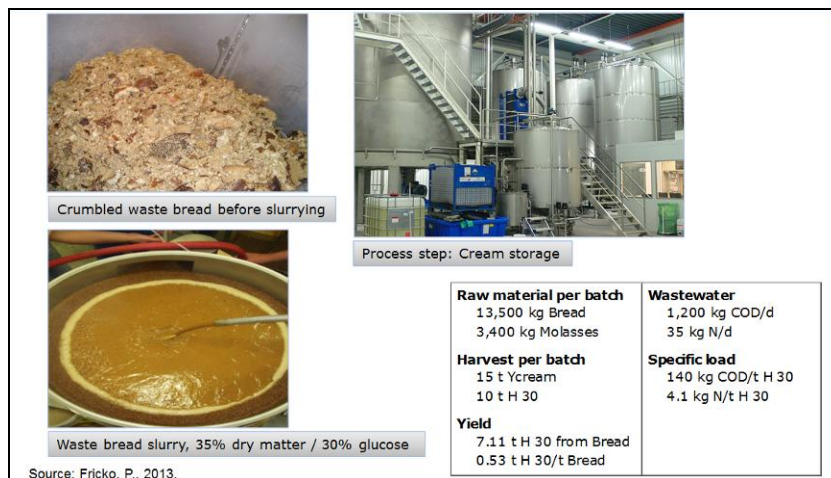 Crumbled waste bread before slurrying
Process step: Cream storage
Waste bread slurry, 35% dry matter / 30% glucose
Raw material per batch
13,500 kg Bread
3,400 kg Molasses
Harvest per batch
15 t Ycream
10 t H 30
Yield
7.11 t H 30 from Bread
0.53 t H 30/t Bread
Wastewater
1,200 kg COD/d
35 kg N/d
Specific load
140 kg COD/t H 30
4.1 kg N/t H 30
Source: Fricko, P., 2013.